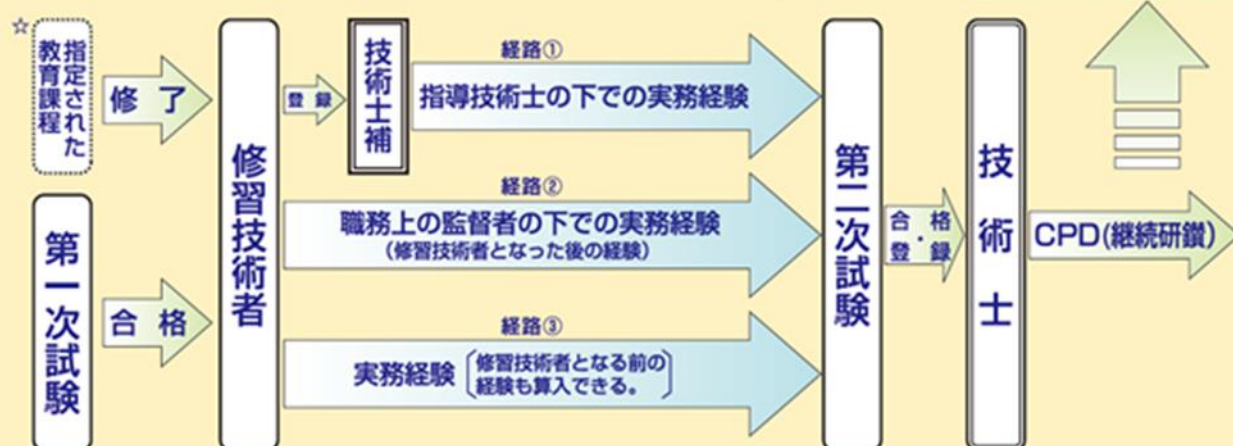 ☆
指定された
教育課程
修了
第一次試験
合格
修習技術者
登録
技術士補
経路①
指導技術士の下での実務経験
経路②
職務上の監督者の下での実務経験
(修習技術者となった後の経験)
経路③
実務経験
修習技術者となる前の
経験も算入できる。
第二次試験
合格
・
登録
技術士
CPD(継続研鑽)